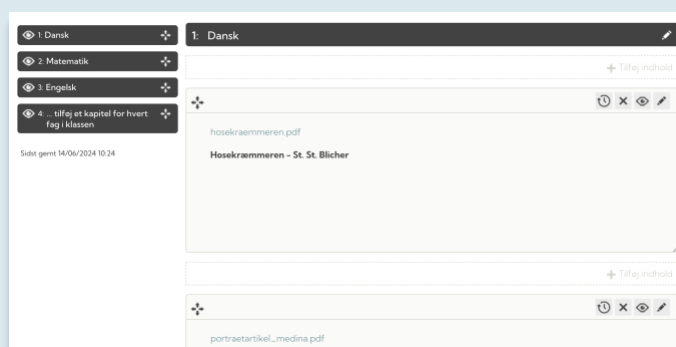 1: Dansk
2: Matematik
3: Engelsk
4: ... tilføj et kapitel for hvert
fag i klassen
Sidst gemt 14/06/2024 10:24
1: Dansk
Tilføj indhold
hosekraemmeren.pdf
Hosekræmmeren - St. St. Blicher
Tilføj indhold
portraetartikel_medina.pdf